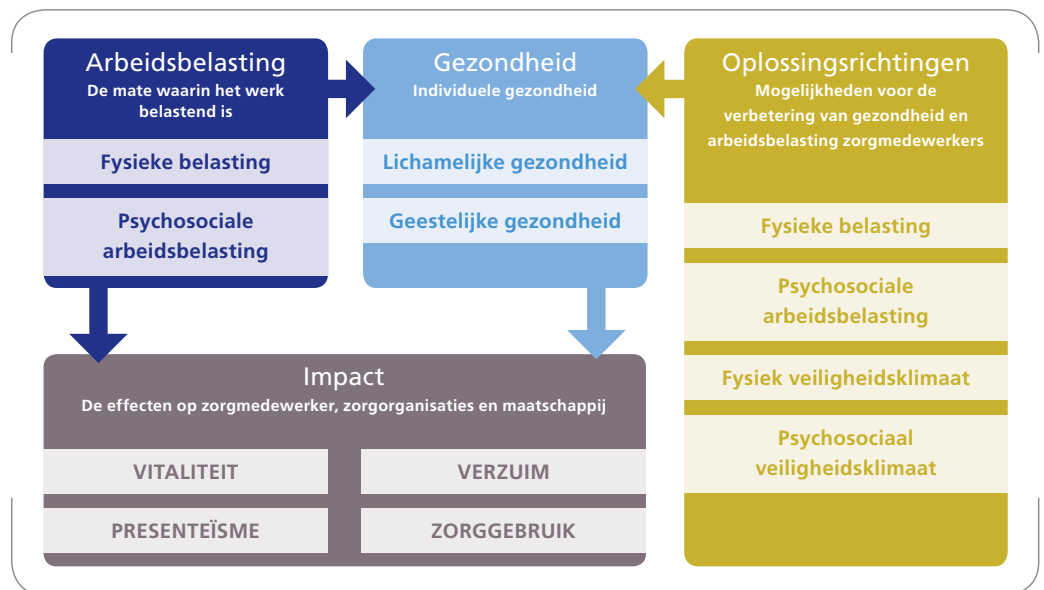 Arbeidsbelasting
De mate waarin het werk
belastend is
Fysieke belasting
Psychosociale
arbeidsbelasting
Gezondheid
Individuele gezondheid
Lichamelijke gezondheid
Geestelijke gezondheid
Oplossingsrichtingen
Mogelijkheden voor de
verbetering van gezondheid en
arbeidsbelasting zorgmedewerkers
Fysieke belasting
Psychosociale
arbeidsbelasting
Fysiek veiligheidsklimaat
Psychosociaal
veiligheidsklimaat
Impact
De effecten op zorgmedewerker, zorgorganisaties en maatschappij
VITALITEIT
VERZUIM
PRESENTEÏSME
ZORGGEBRUIK